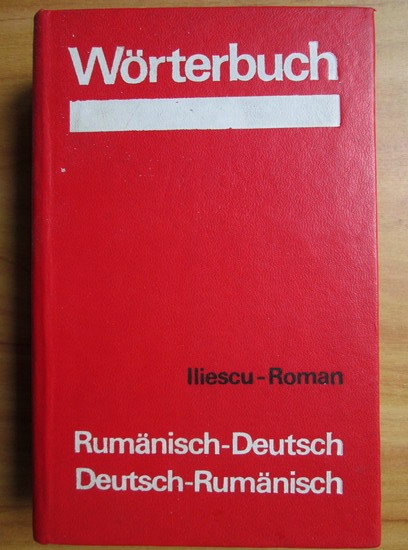 Wörterbuch
Iliescu-Roman
Rumänisch-Deutsch
Deutsch-Rumänisch